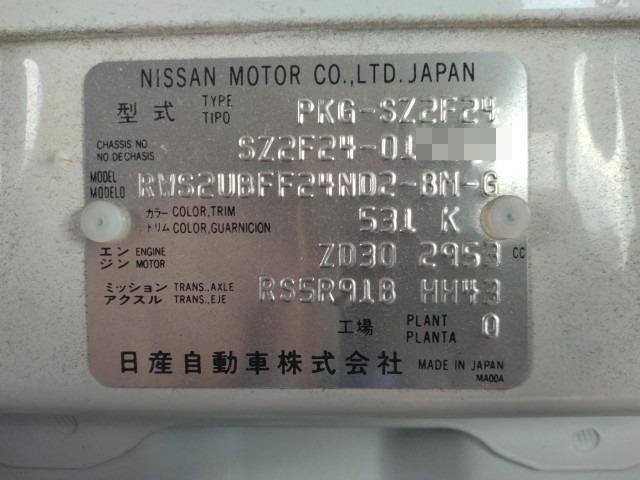 NISSAN MOTOR CO.,LTD. JAPAN
型式 TYPE TIPO PKG-SZ2F24
CHASSIS NO. NO DE CHASIS SZ2F24-01
MODEL MODELO RWS2UBFF24ND2-BM-G
カラー COLOR,TRIM トリム COLOR,GUARNICION 531 K
エンジン ENGINE MOTOR ZD30 2953 CC
ミッション TRANS.,AXLE アクスル TRANS.,EJE RS5R91B HH43
工場 PLANT PLANTA 0
日産自動車株式会社 MADE IN JAPAN
MA00A